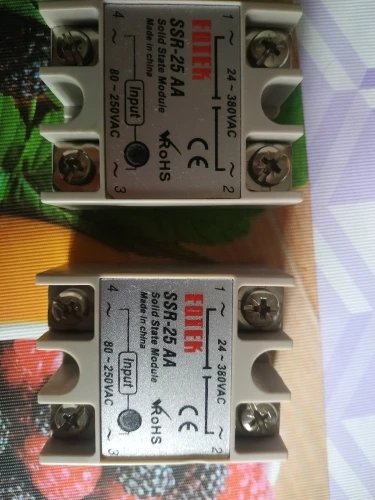 1 ~ 24~380VAC ~ 2
FOTEK CE
SSR-25 AA
Solid State Module RoHS
Made in china
Input
4 ~ 80~250VAC ~ 3
1 ~ 24~380VAC ~ 2
FOTEK CE
SSR-25 AA
Solid State Module RoHS
Made in china
Input
4 ~ 80~250VAC ~ 3